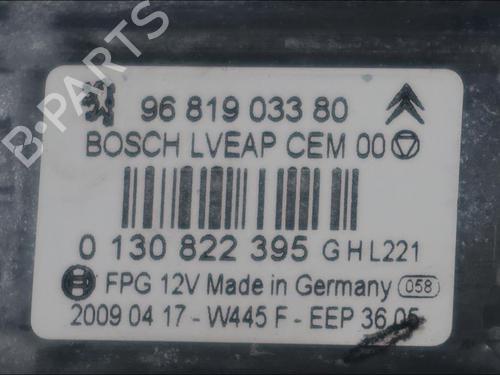 B-PARTS
96 819 033 80
BOSCH LVEAP CEM 00
0 130 822 395 G H L221
FPG 12V Made in Germany 058
2009 04 17 - W445 F - EEP 36 05